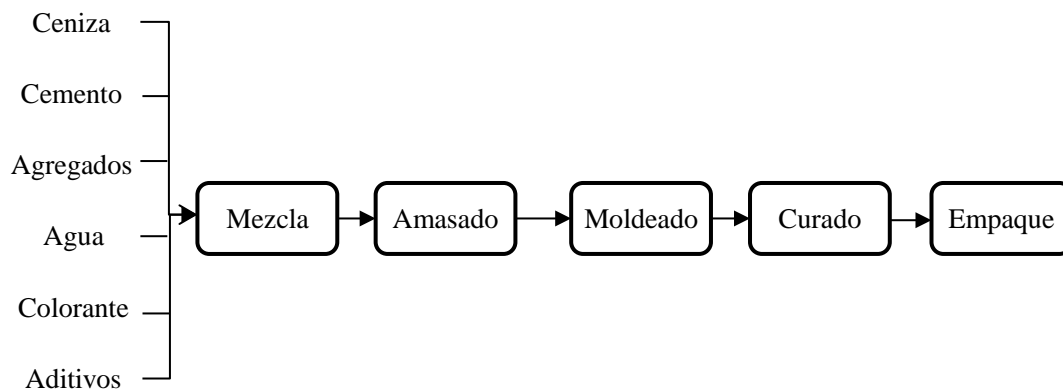 Ceniza
Cemento
Agregados
Agua
Colorante
Aditivos
Mezcla
Amasado
Moldeado
Curado
Empaque